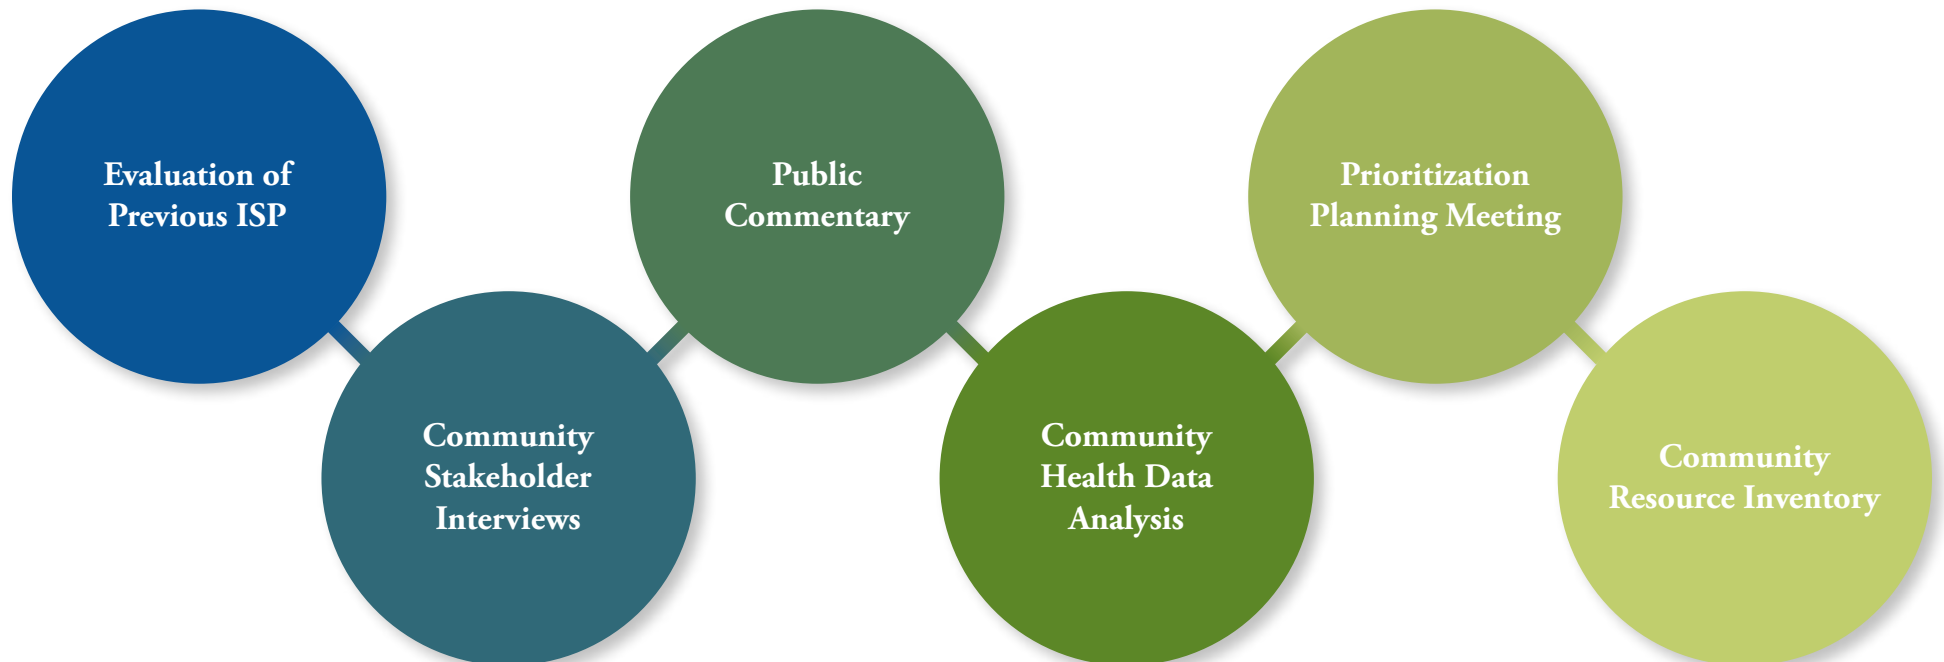 Evaluation of
Previous ISP
Community
Stakeholder
Interviews
Public
Commentary
Community
Health Data
Analysis
Prioritization
Planning Meeting
Community
Resource Inventory